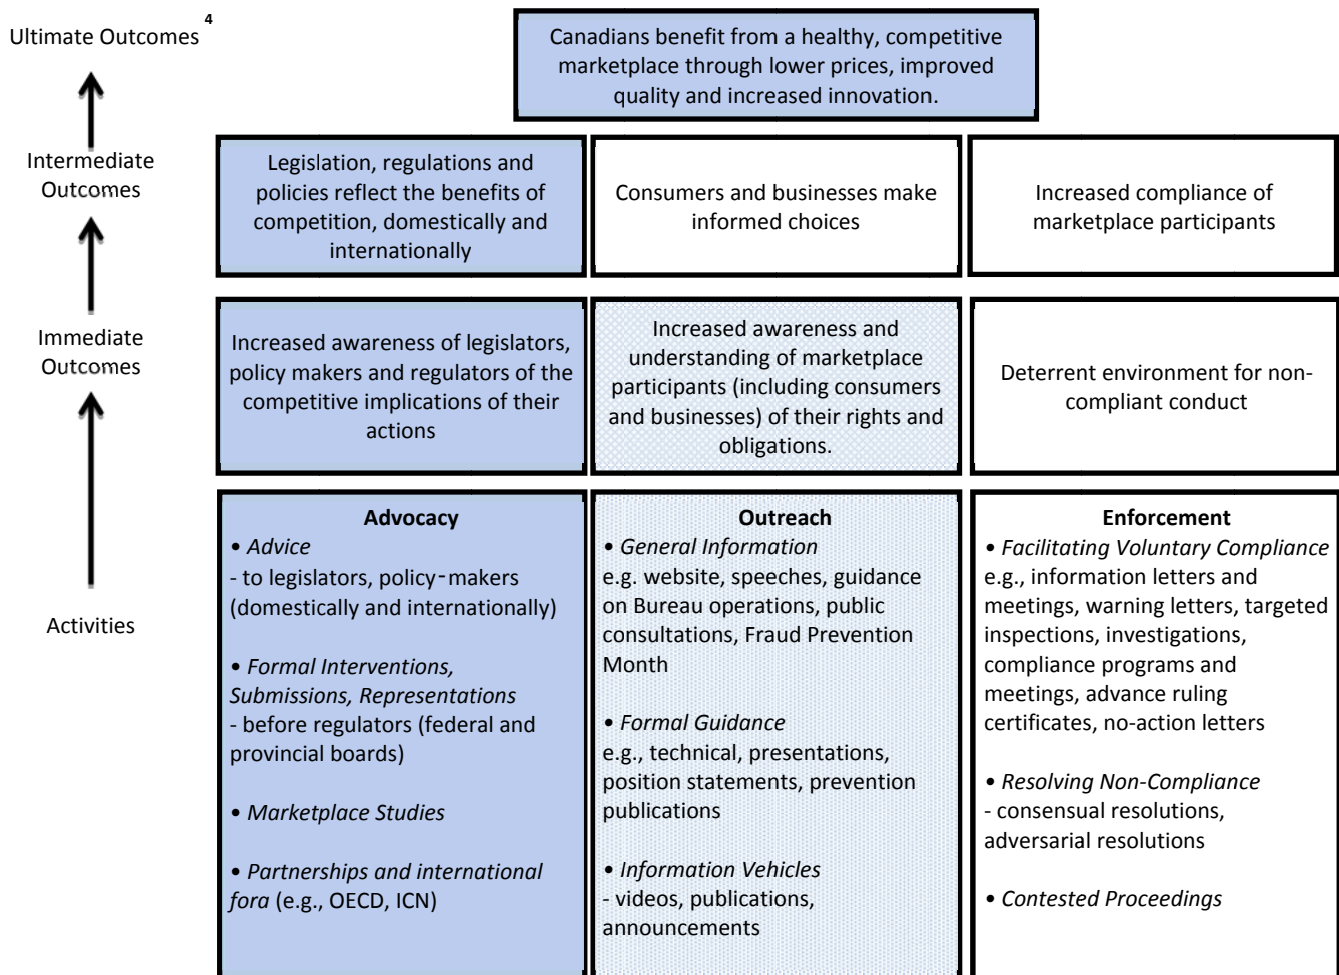 Ultimate Outcomes 4
Canadians benefit from a healthy, competitive
marketplace through lower prices, improved
quality and increased innovation.
Intermediate
Outcomes
Legislation, regulations and
policies reflect the benefits of
competition, domestically and
internationally
Consumers and businesses make
informed choices
Increased compliance of
marketplace participants
Immediate
Outcomes
Increased awareness of legislators,
policy makers and regulators of the
competitive implications of their
actions
Increased awareness and
understanding of marketplace
participants (including consumers
and businesses) of their rights and
obligations.
Deterrent environment for non-
compliant conduct
Activities
Advocacy
• Advice
- to legislators, policy-makers
(domestically and internationally)
• Formal Interventions,
Submissions, Representations
- before regulators (federal and
provincial boards)
• Marketplace Studies
• Partnerships and international
fora (e.g., OECD, ICN)
Outreach
• General Information
e.g. website, speeches, guidance
on Bureau operations, public
consultations, Fraud Prevention
Month
• Formal Guidance
e.g., technical, presentations,
position statements, prevention
publications
• Information Vehicles
- videos, publications,
announcements
Enforcement
• Facilitating Voluntary Compliance
e.g., information letters and
meetings, warning letters, targeted
inspections, investigations,
compliance programs and
meetings, advance ruling
certificates, no-action letters
• Resolving Non-Compliance
- consensual resolutions,
adversarial resolutions
• Contested Proceedings